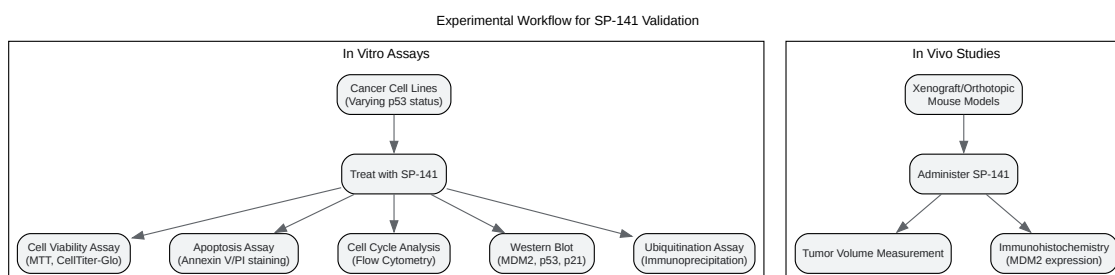 Experimental Workflow for SP-141 Validation
In Vitro Assays
Cancer Cell Lines
(Varying p53 status)
Treat with SP-141
Cell Viability Assay
(MTT, CellTiter-Glo)
Apoptosis Assay
(Annexin V/PI staining)
Cell Cycle Analysis
(Flow Cytometry)
Western Blot
(MDM2, p53, p21)
Ubiquitination Assay
(Immunoprecipitation)
In Vivo Studies
Xenograft/Orthotopic
Mouse Models
Administer SP-141
Tumor Volume Measurement
Immunohistochemistry
(MDM2 expression)